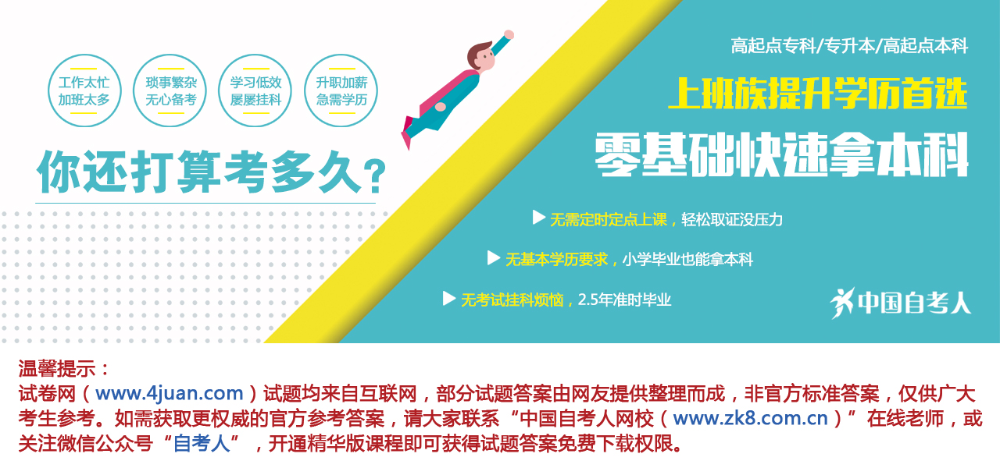 工作太忙
加班太多
琐事繁杂
无心备考
学习低效
屡屡挂科
升职加薪
急需学历
你还打算考多久?
高起点专科/专升本/高起点本科
上班族提升学历首选
零基础快速拿本科
无需定时定点上课，轻松取证没压力
无基本学历要求，小学毕业也能拿本科
无考试挂科烦恼，2.5年准时毕业
中国自考人
温馨提示：
试卷网（www.4juan.com）试题均来自互联网，部分试题答案由网友提供整理而成，非官方标准答案，仅供广大
考生参考。如需获取更权威的官方参考答案，请大家联系“中国自考人网校（www.zk8.com.cn）”在线老师，或
关注微信公众号“自考人”，开通精华版课程即可获得试题答案免费下载权限。